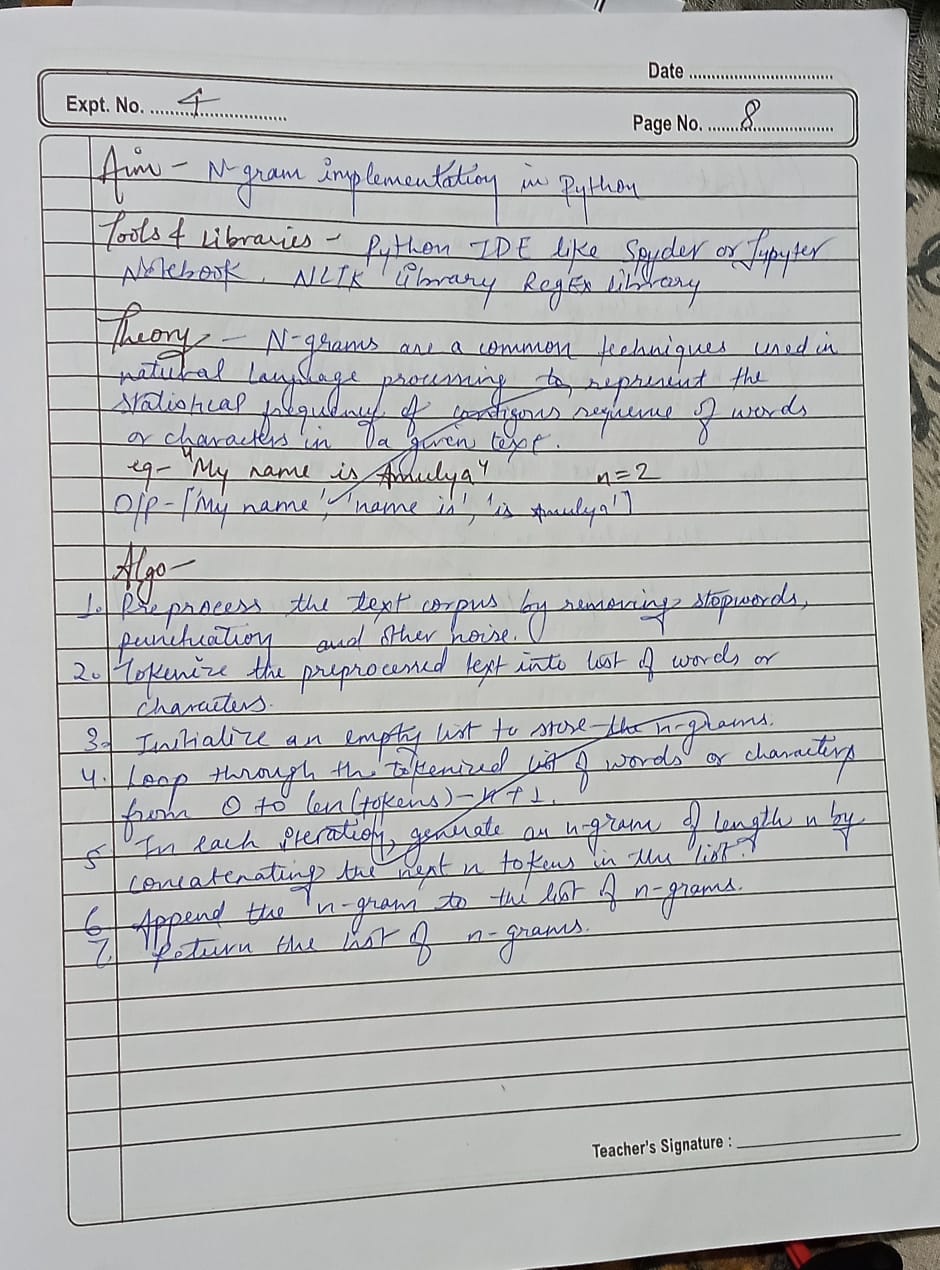 Date
Expt. No. 4
Page No. 8
Aim - N-gram implementation in Python
Tools & Libraries - Python IDE like Spyder or Jupyter
Notebook, NLTK library RegEx library
Theory - N-grams are a common techniques used in
natural language processing to represent the
statistical frequency of contigous sequence of words
or characters in a given text.
eg - "My name is Amulya" n=2
O/P - ['My name', 'name is', 'is Amulya']
Algo -
1. Preprocess the text corpus by removing stopwords,
punctuation and other noise.
2. Tokenize the preprocessed text into list of words or
characters.
3. Initialize an empty list to store the n-grams.
4. Loop through the tokenized list of words or characters
from 0 to len(tokens)-n+1.
5 In each iteration, generate an n-gram of length n by
concatenating the next n tokens in the list.
6 Append the n-gram to the list of n-grams.
7. Return the list of n-grams.
Teacher's Signature :